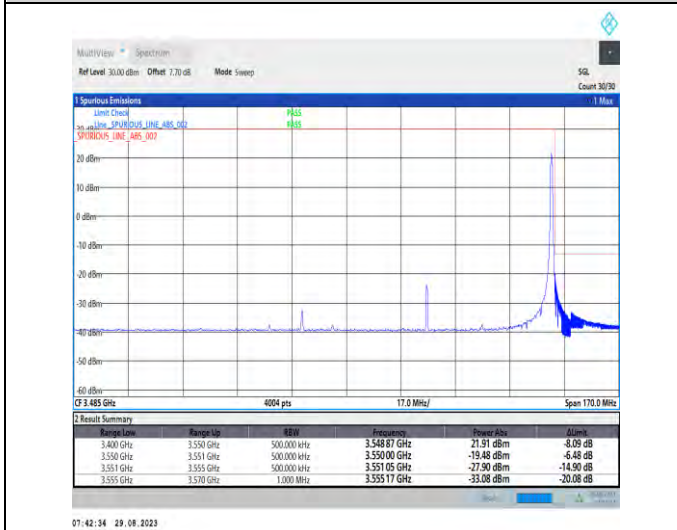 MultiView Spectrum
Ref Level 30.00 dBm Offset 7.70 dB Mode Sweep SGL
Count 30/30
1 Spurious Emissions 1 Max
Limit Check PASS
Line _SPURIOUS_LINE_ABS_002 PASS
_SPURIOUS_LINE_ABS_002
20 dBm
10 dBm
0 dBm
-10 dBm
-20 dBm
-30 dBm
-40 dBm
-50 dBm
-60 dBm
CF 3.485 GHz 4004 pts 17.0 MHz/ Span 170.0 MHz
2 Result Summary
Range Low Range Up RBW Frequency Power Abs ΔLimit
3.400 GHz 3.550 GHz 500.000 kHz 3.548 87 GHz 21.91 dBm -8.09 dB
3.550 GHz 3.551 GHz 500.000 kHz 3.550 00 GHz -19.48 dBm -6.48 dB
3.551 GHz 3.555 GHz 500.000 kHz 3.551 05 GHz -27.90 dBm -14.90 dB
3.555 GHz 3.570 GHz 1.000 MHz 3.555 17 GHz -33.08 dBm -20.08 dB
07:42:34 29.08.2023